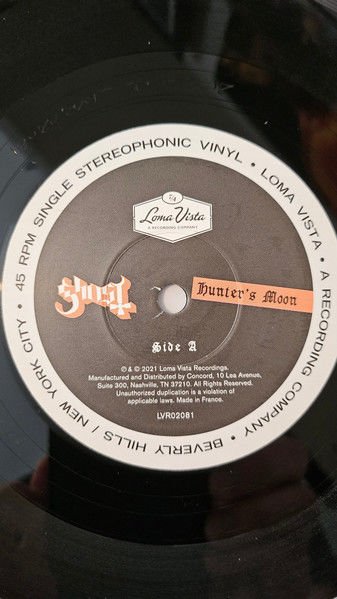 45 RPM SINGLE STEREOPHONIC VINYL • LOMA VISTA • A RECORDING COMPANY • BEVERLY HILLS / NEW YORK CITY •
Loma Vista
A RECORDING COMPANY
Ghost
Hunter's Moon
Side A
℗ & © 2021 Loma Vista Recordings.
Manufactured and Distributed by Concord, 10 Lea Avenue,
Suite 300, Nashville, TN 37210. All Rights Reserved.
Unauthorized duplication is a violation of
applicable laws. Made in France.
LVR02081